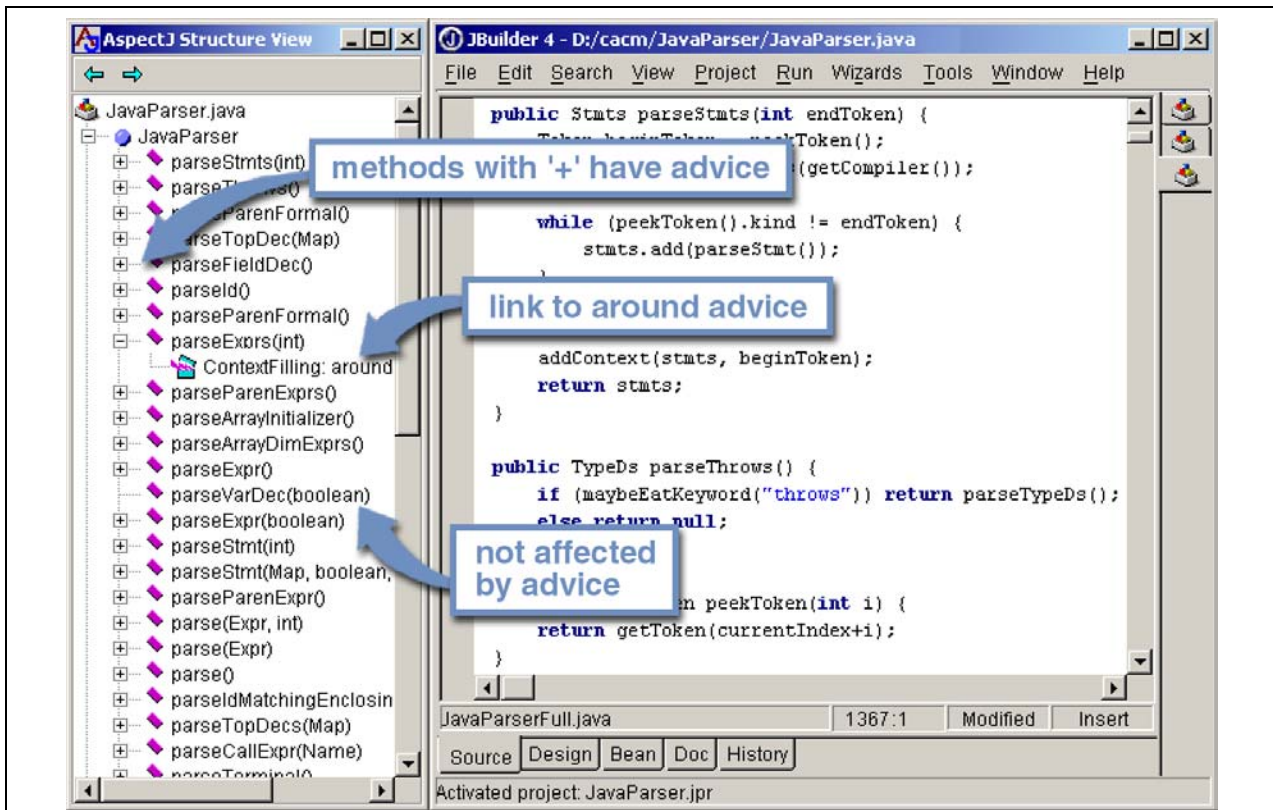 AspectJ Structure View
JavaParser.java
JavaParser
parseStmts(int)
parseParenFormal()
parseTopDec(Map)
parseFieldDec()
parseId()
parseParenFormal()
parseExprs(int)
ContextFilling: around
parseParenExprs()
parseArrayInitializer()
parseArrayDimExprs()
parseExpr()
parseVarDec(boolean)
parseExpr(boolean)
parseStmt(int)
parseStmt(Map, boolean,
parseParenExpr()
parse(Expr, int)
parse(Expr)
parse()
parseIdMatchingEnclosin
parseTopDecs(Map)
parseCallExpr(Name)
methods with '+' have advice
link to around advice
not affected
by advice
JBuilder 4 - D:/cacm/JavaParser/JavaParser.java
File Edit Search View Project Run Wizards Tools Window Help
public Stmts parseStmts(int endToken) {
(getCompiler());
while (peekToken().kind != endToken) {
stmts.add(parseStmt());
addContext(stmts, beginToken);
return stmts;
}
public TypeDs parseThrows() {
if (maybeEatKeyword("throws")) return parseTypeDs();
else return null;
peekToken(int i) {
return getToken(currentIndex+i);
}
JavaParserFull.java 1367:1 Modified Insert
Source Design Bean Doc History
Activated project: JavaParser.jpr